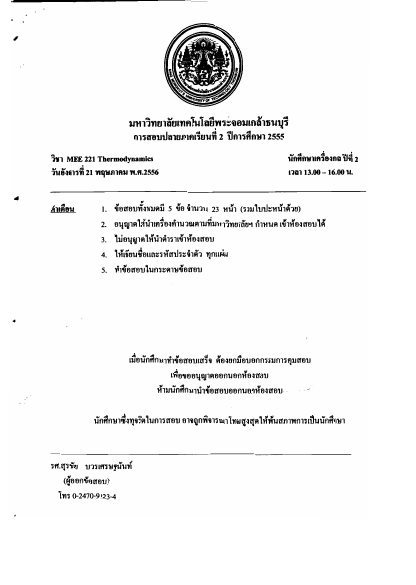 มหาวิทยาลัยเทคโนโลยีพระจอมเกล้าธนบุรี
การสอบปลายภาคเรียนที่ 2 ปีการศึกษา 2555
วิชา MEE 221 Thermodynamics
นักศึกษาเครื่องกล ปีที่ 2
วันอังคารที่ 21 พฤษภาคม พ.ศ.2556
เวลา 13.00 - 16.00 น.
คำเตือน
1. ข้อสอบทั้งหมดมี 5 ข้อ จำนวน 23 หน้า (รวมใบปะหน้าด้วย)
2. อนุญาตให้นำเครื่องคำนวณตามที่มหาวิทยาลัยฯ กำหนด เข้าห้องสอบได้
3. ไม่อนุญาตให้นำตำราเข้าห้องสอบ
4. ให้เขียนชื่อและรหัสประจำตัว ทุกแผ่น
5. ทำข้อสอบในกระดาษข้อสอบ
เมื่อนักศึกษาทำข้อสอบเสร็จ ต้องยกมือบอกกรรมการคุมสอบ
เพื่อขออนุญาตออกนอกห้องสอบ
ห้ามนักศึกษานำข้อสอบออกนอกห้องสอบ
นักศึกษาซึ่งทุจริตในการสอบ อาจถูกพิจารณาโทษสูงสุดให้พ้นสภาพการเป็นนักศึกษา
รศ.สุรชัย บวรเศรษฐนันท์
(ผู้ออกข้อสอบ)
โทร 0-2470-9123-4